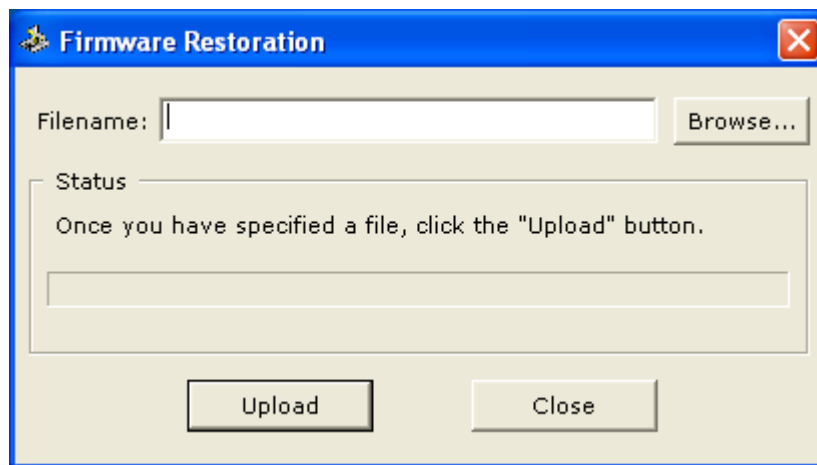 Firmware Restoration
Filename: Browse...
Status
Once you have specified a file, click the "Upload" button.
Upload Close